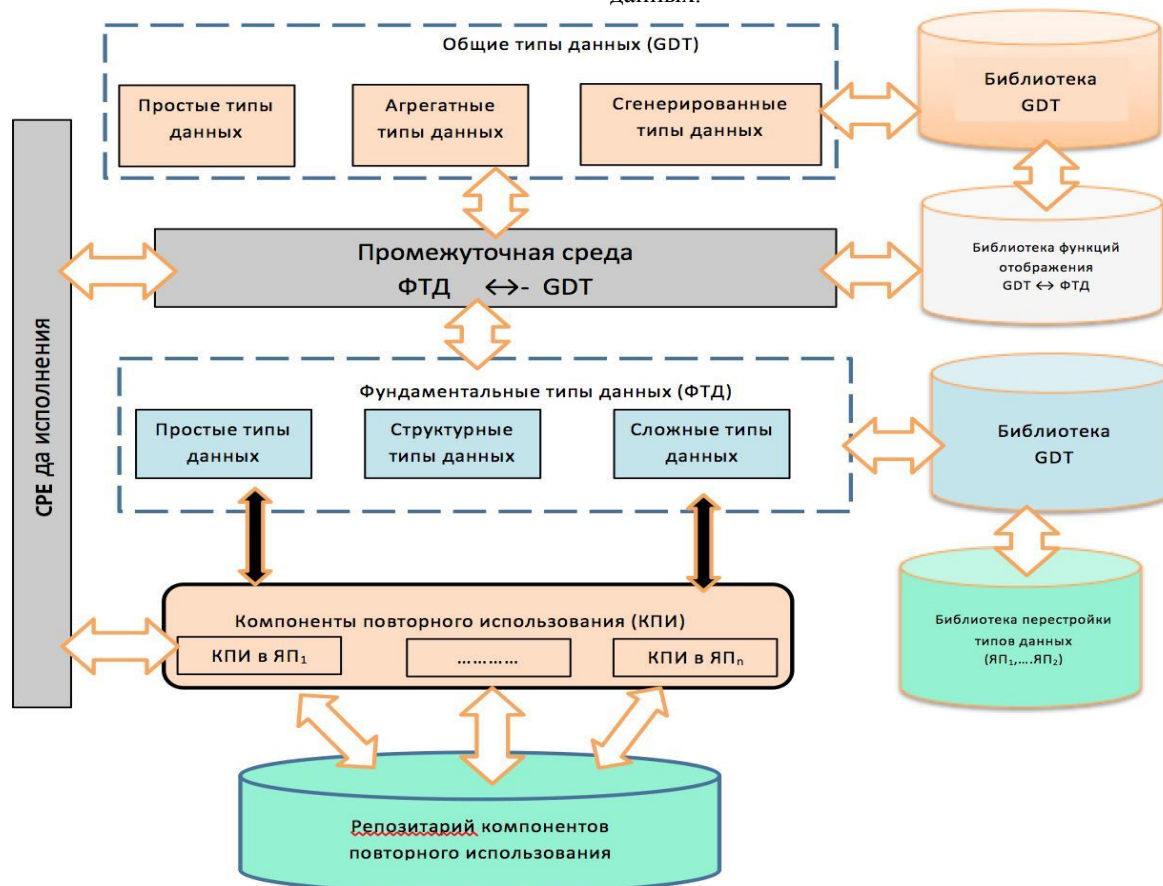 данных.
Общие типы данных (GDT)
Простые типы
данных
Агрегатные
типы данных
Сгенерированные
типы данных
Библиотека
GDT
Промежуточная среда
ФТД <->- GDT
Библиотека функций
отображения
GDT <-> ФТД
СРЕ да исполнения
Фундаментальные типы данных (ФТД)
Простые типы
данных
Структурные
типы данных
Сложные типы
данных
Библиотека
GDT
Компоненты повторного использования (КПИ)
КПИ в ЯП₁
…………
КПИ в ЯПₙ
Библиотека перестройки
типов данных
(ЯП₁,....ЯП₂)
Репозитарий компонентов
повторного использования